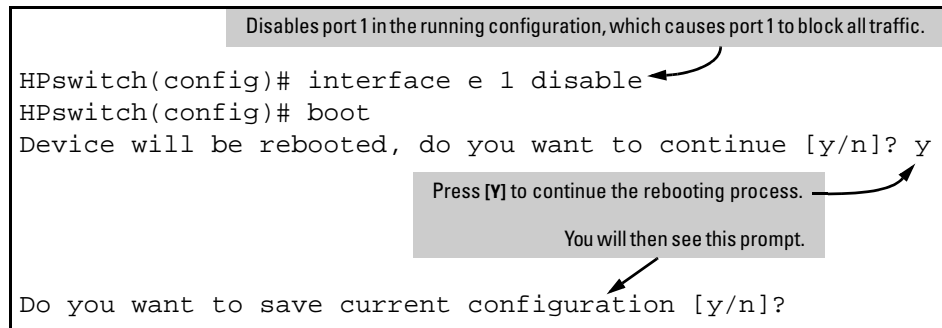 Disables port 1 in the running configuration, which causes port 1 to block all traffic.
HPswitch(config)# interface e 1 disable
HPswitch(config)# boot
Device will be rebooted, do you want to continue [y/n]? y
Press [Y] to continue the rebooting process.
You will then see this prompt.
Do you want to save current configuration [y/n]?